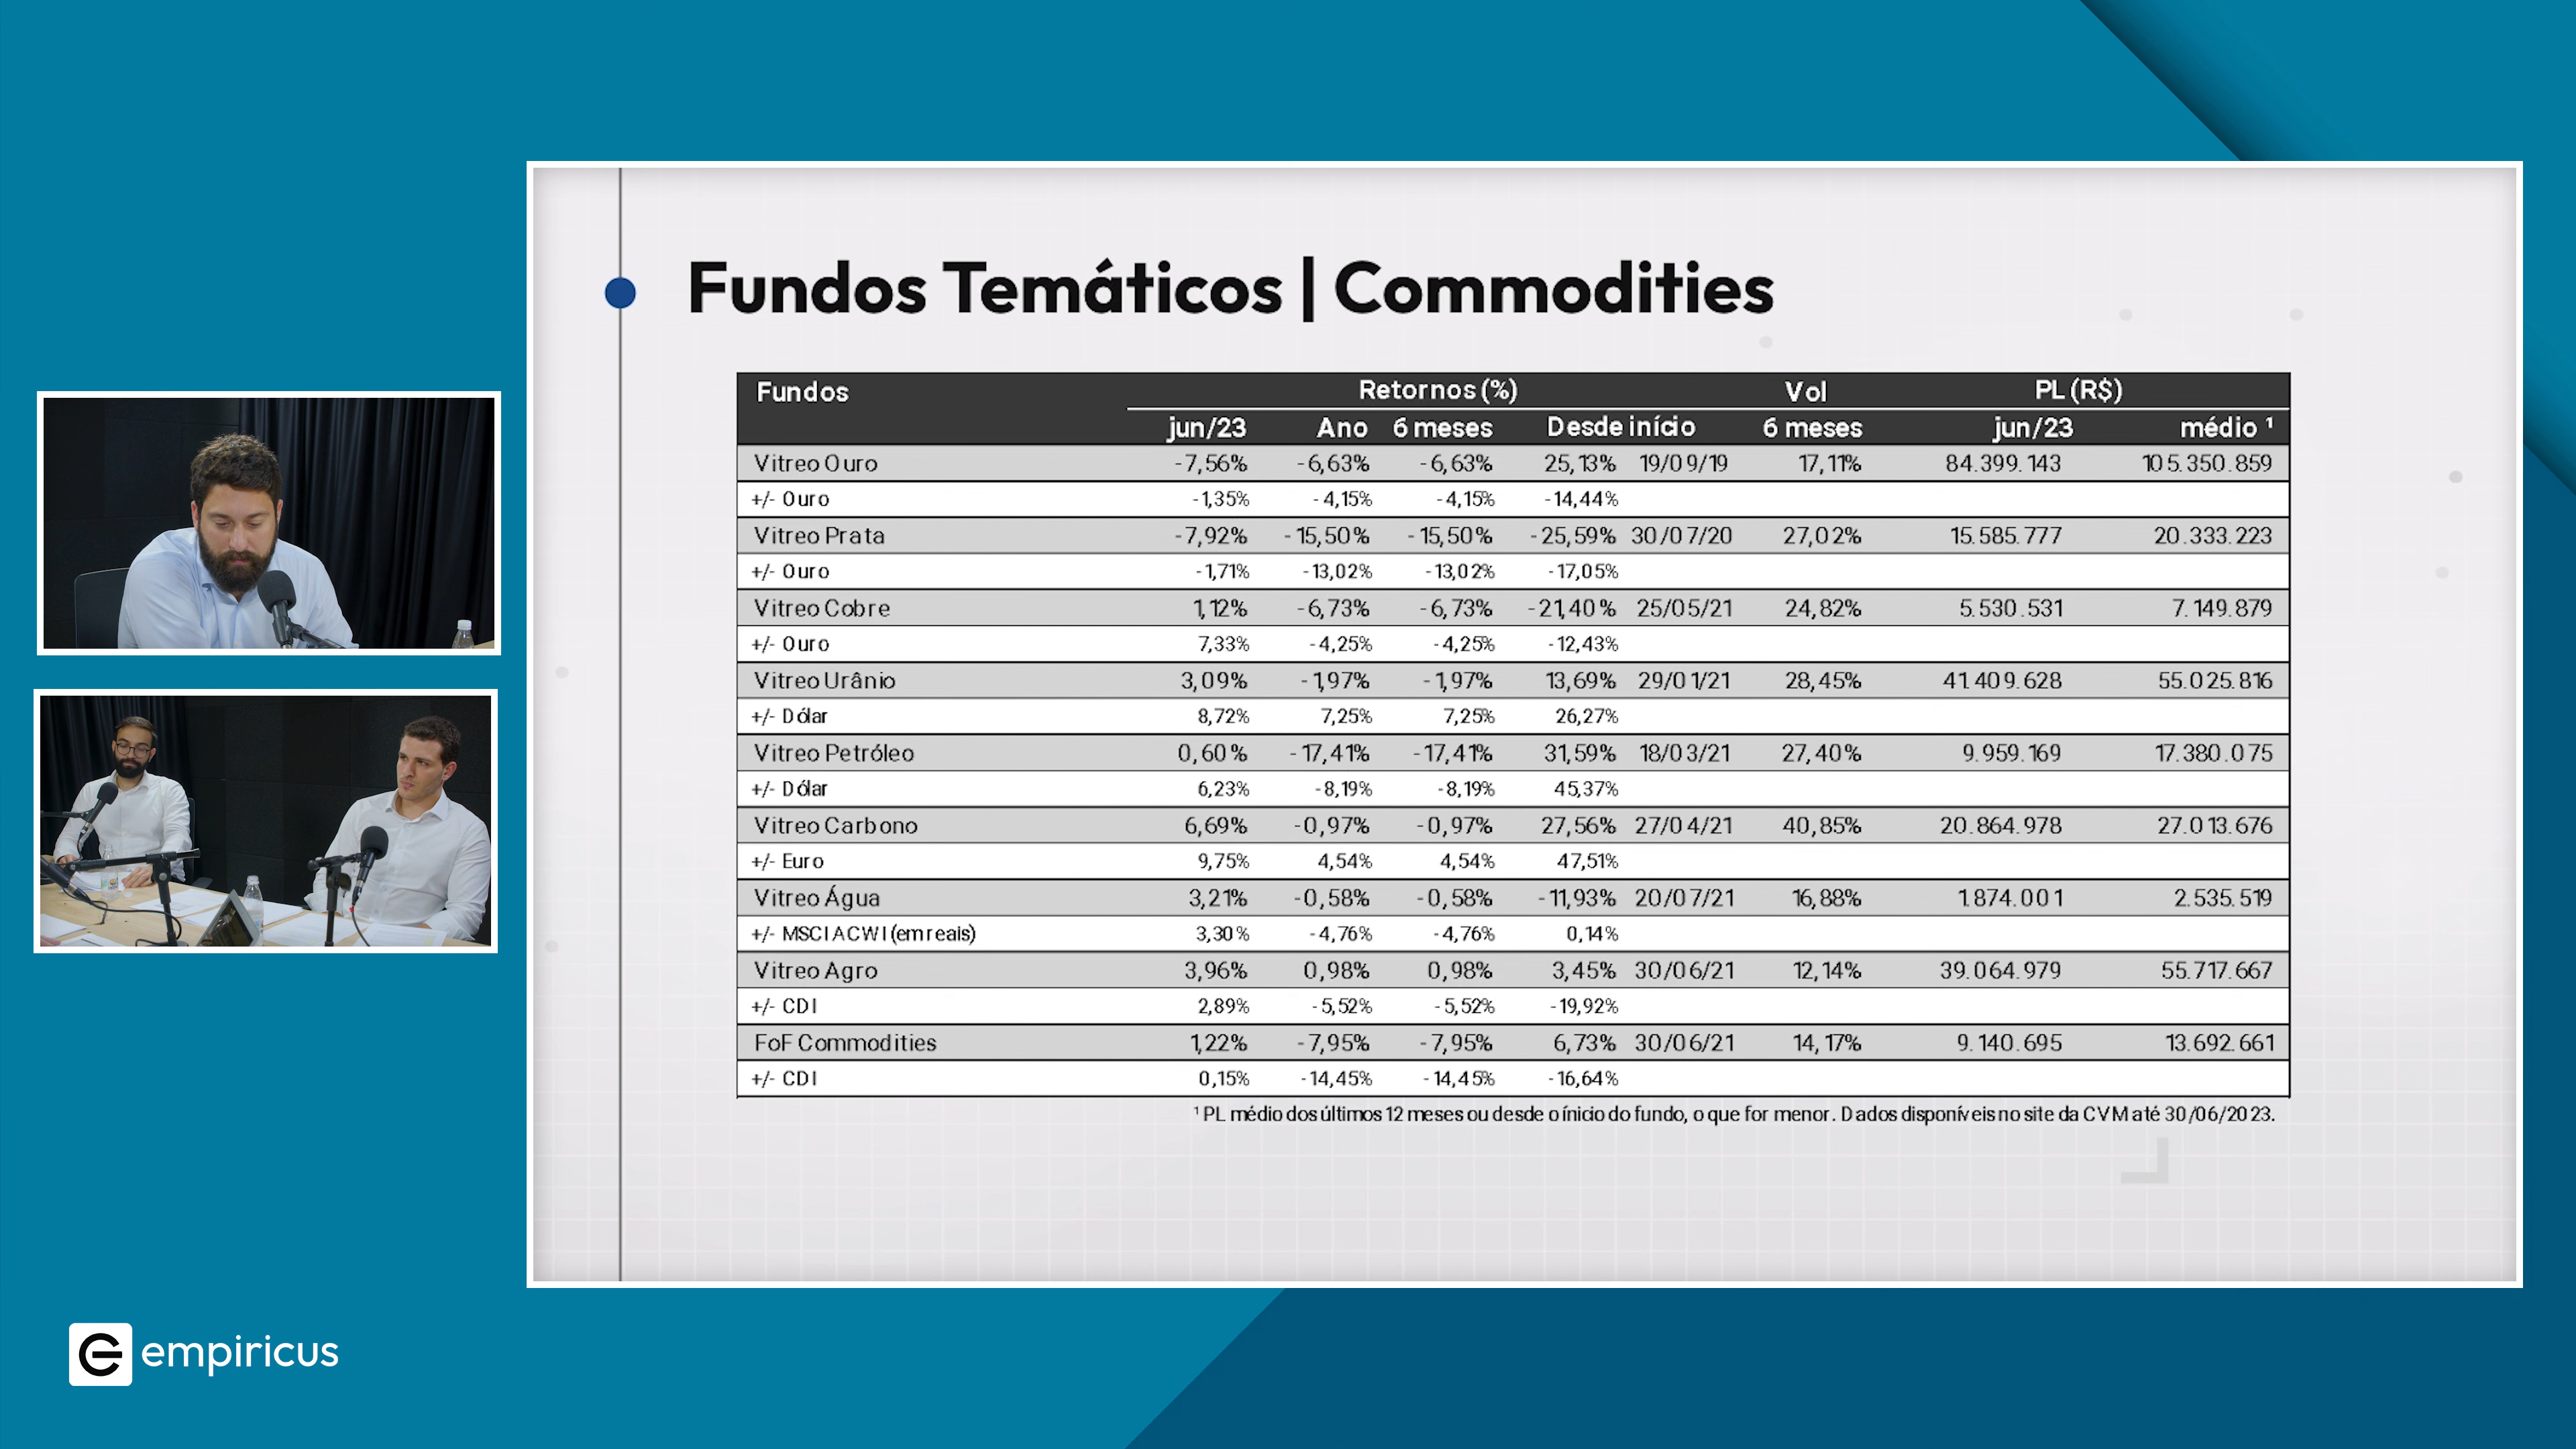 Fundos Temáticos | Commodities
Fundos Retornos (%) Vol PL (R$)
jun/23 Ano 6 meses Desde início 6 meses jun/23 médio ¹
Vitreo Ouro -7,56% -6,63% -6,63% 25,13% 19/09/19 17,11% 84.399.143 105.350.859
+/- Ouro -1,35% -4,15% -4,15% -14,44%
Vitreo Prata -7,92% -15,50% -15,50% -25,59% 30/07/20 27,02% 15.585.777 20.333.223
+/- Ouro -1,71% -13,02% -13,02% -17,05%
Vitreo Cobre 1,12% -6,73% -6,73% -21,40% 25/05/21 24,82% 5.530.531 7.149.879
+/- Ouro 7,33% -4,25% -4,25% -12,43%
Vitreo Urânio 3,09% -1,97% -1,97% 13,69% 29/01/21 28,45% 41.409.628 55.025.816
+/- Dólar 8,72% 7,25% 7,25% 26,27%
Vitreo Petróleo 0,60% -17,41% -17,41% 31,59% 18/03/21 27,40% 9.959.169 17.380.075
+/- Dólar 6,23% -8,19% -8,19% 45,37%
Vitreo Carbono 6,69% -0,97% -0,97% 27,56% 27/04/21 40,85% 20.864.978 27.013.676
+/- Euro 9,75% 4,54% 4,54% 47,51%
Vitreo Água 3,21% -0,58% -0,58% -11,93% 20/07/21 16,88% 1.874.001 2.535.519
+/- MSCI ACWI (em reais) 3,30% -4,76% -4,76% 0,14%
Vitreo Agro 3,96% 0,98% 0,98% 3,45% 30/06/21 12,14% 39.064.979 55.717.667
+/- CDI 2,89% -5,52% -5,52% -19,92%
FoF Commodities 1,22% -7,95% -7,95% 6,73% 30/06/21 14,17% 9.140.695 13.692.661
+/- CDI 0,15% -14,45% -14,45% -16,64%
¹ PL médio dos últimos 12 meses ou desde o ínicio do fundo, o que for menor. Dados disponíveis no site da CVM até 30/06/2023.
empiricus